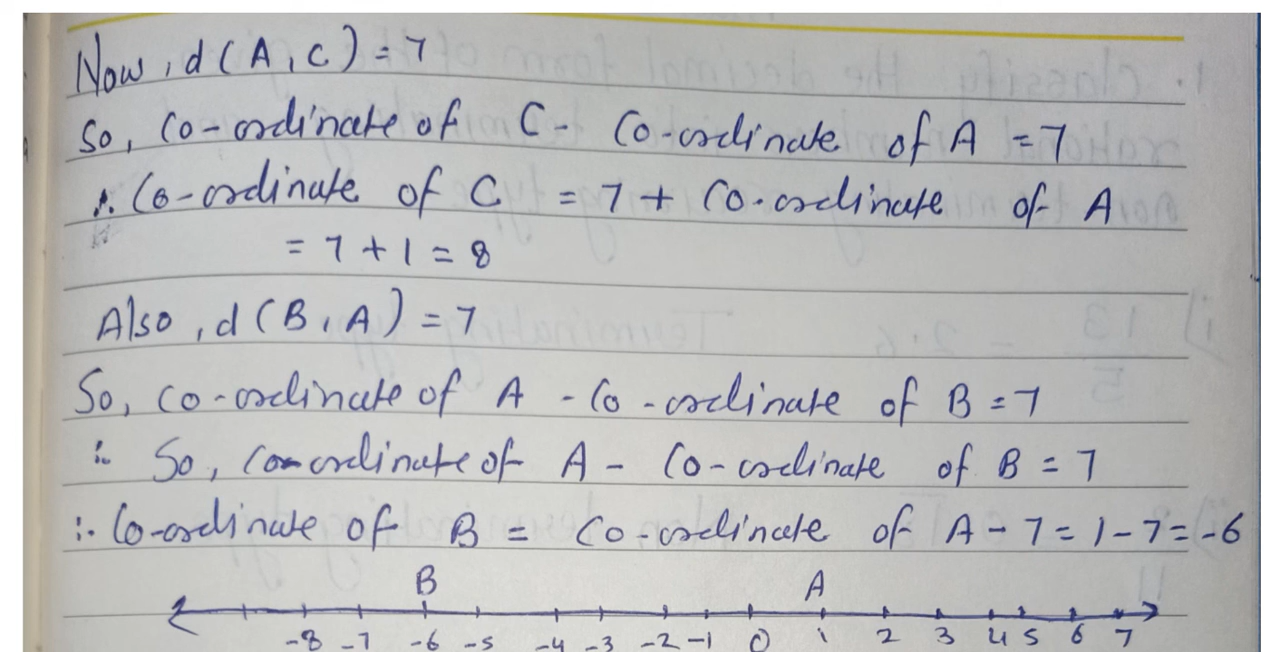 Now, d(A, C) = 7
So, Co-ordinate of C - Co-ordinate of A = 7
∴ Co-ordinate of C = 7 + Co-ordinate of A
= 7 + 1 = 8
Also, d(B, A) = 7
So, co-ordinate of A - Co-ordinate of B = 7
∴ So, Co-ordinate of A - Co-ordinate of B = 7
∴ Co-ordinate of B = Co-ordinate of A - 7 = 1 - 7 = -6
B A
-8 -7 -6 -5 -4 -3 -2 -1 0 1 2 3 4 5 6 7